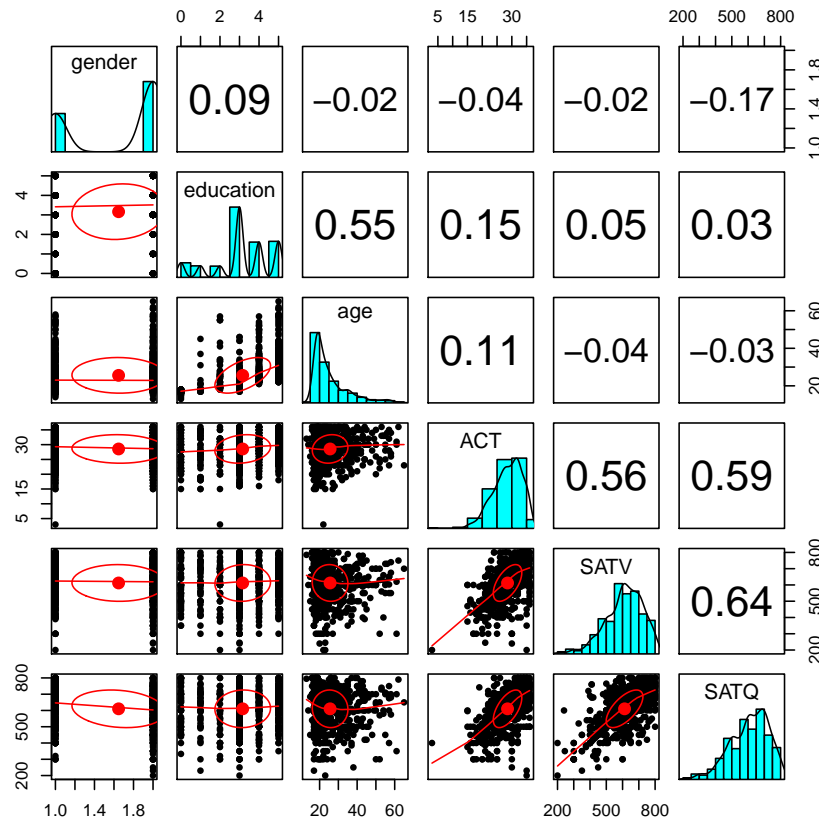 0 2 4 5 15 30 200 500 800
gender 0.09 −0.02 −0.04 −0.02 −0.17
1.0 1.4 1.8
0 2 4
education 0.55 0.15 0.05 0.03
age 0.11 −0.04 −0.03
20 40 60
5 15 30
ACT 0.56 0.59
SATV 0.64
200 500 800
200 500 800
SATQ
1.0 1.4 1.8 20 40 60 200 500 800